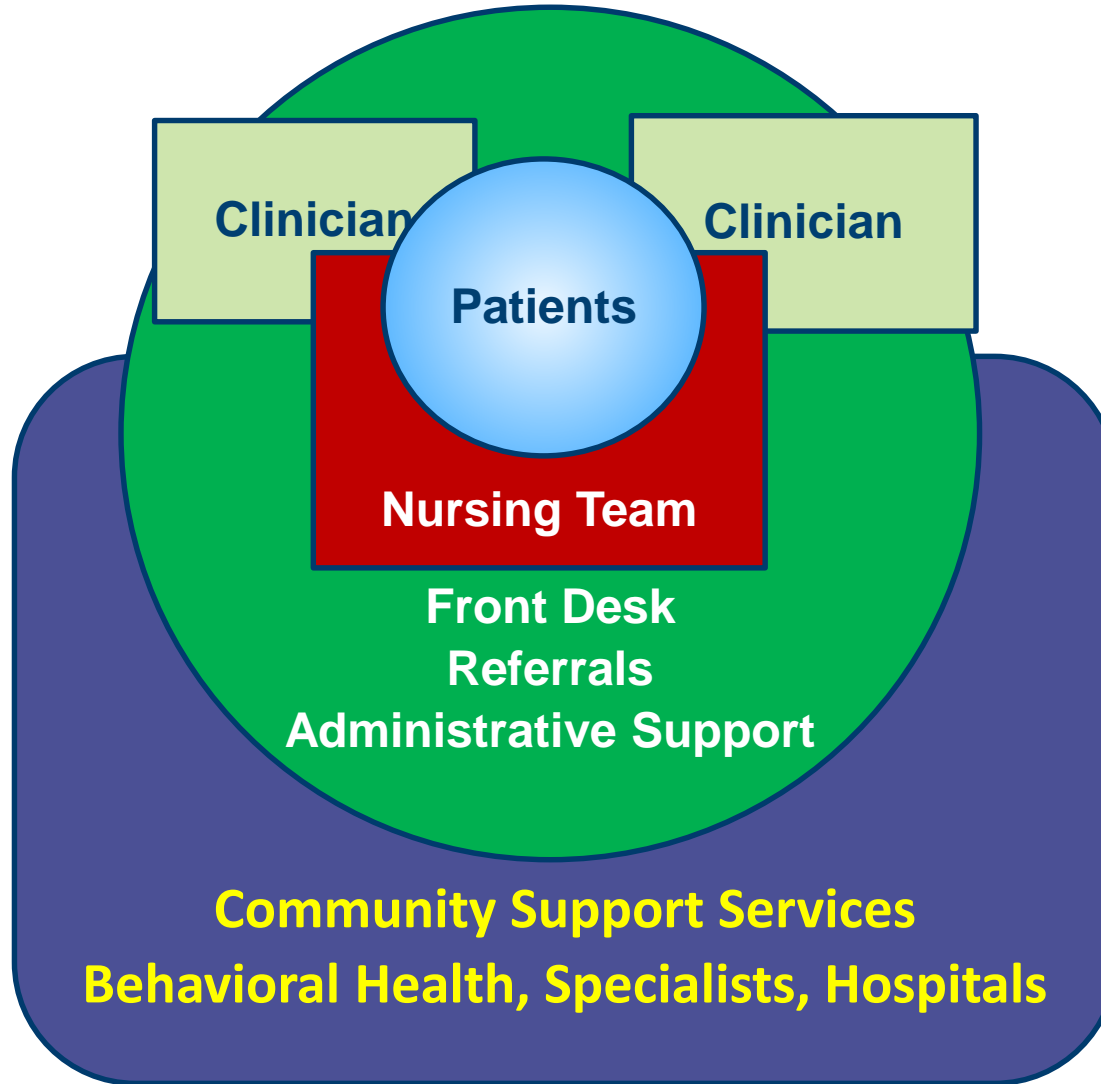 Clinician
Clinician
Patients
Nursing Team
Front Desk
Referrals
Administrative Support
Community Support Services
Behavioral Health, Specialists, Hospitals